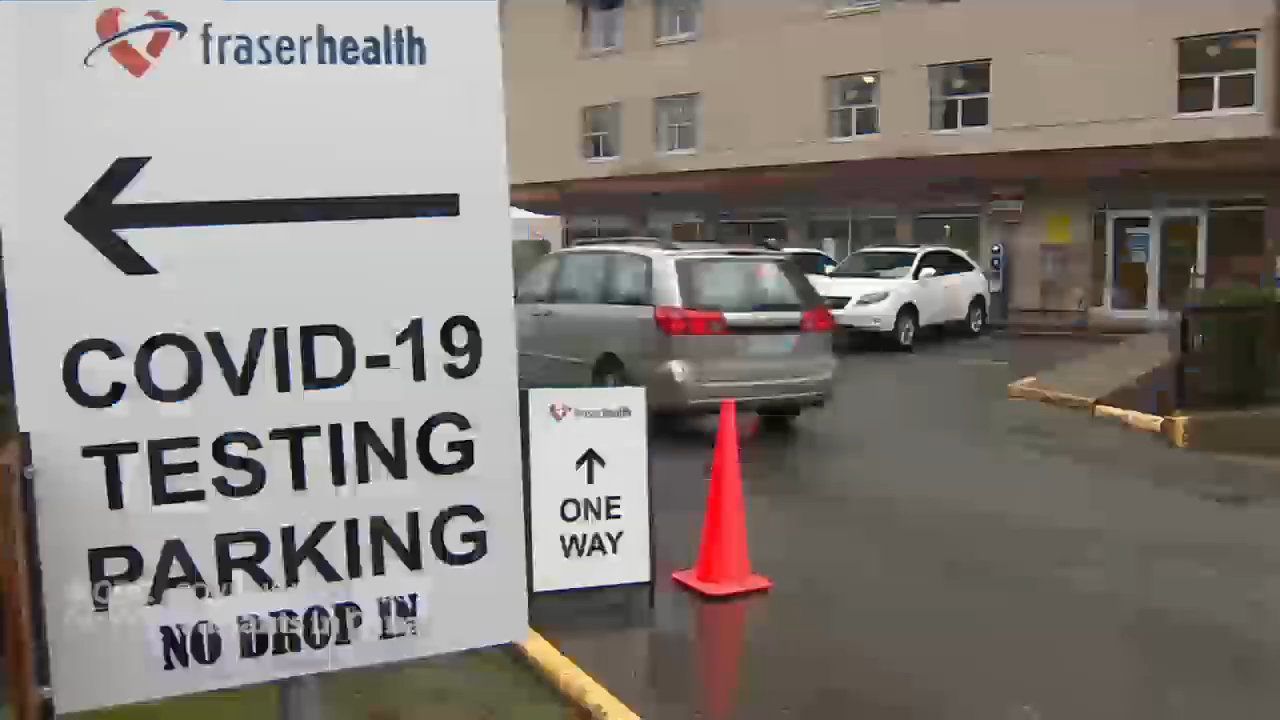 fraserhealth
COVID-19
TESTING
PARKING
NO DROP IN
fraserhealth
ONE
WAY